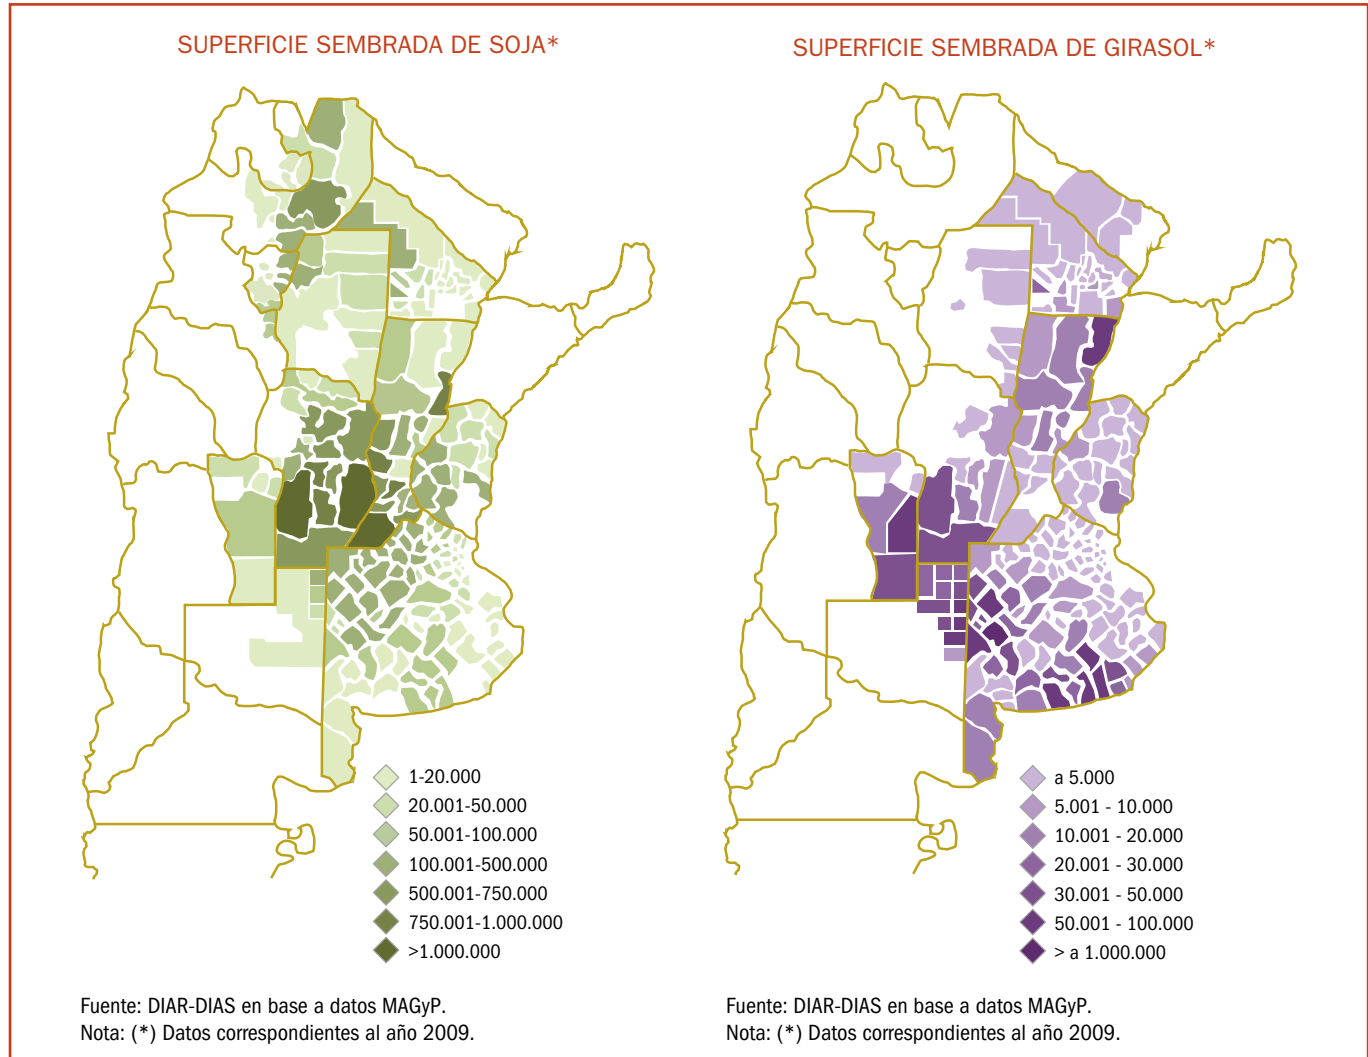 SUPERFICIE SEMBRADA DE SOJA*
1-20.000
20.001-50.000
50.001-100.000
100.001-500.000
500.001-750.000
750.001-1.000.000
>1.000.000
Fuente: DIAR-DIAS en base a datos MAGyP.
Nota: (*) Datos correspondientes al año 2009.
SUPERFICIE SEMBRADA DE GIRASOL*
a 5.000
5.001 - 10.000
10.001 - 20.000
20.001 - 30.000
30.001 - 50.000
50.001 - 100.000
> a 1.000.000
Fuente: DIAR-DIAS en base a datos MAGyP.
Nota: (*) Datos correspondientes al año 2009.